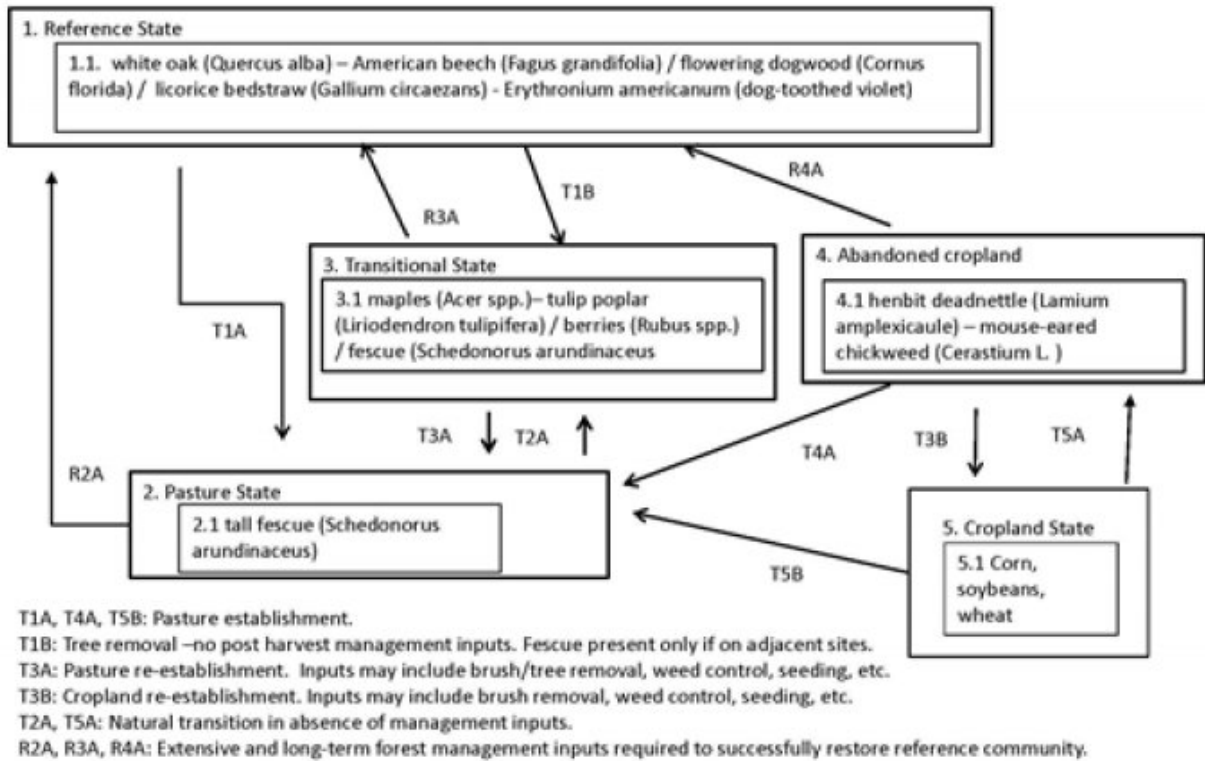 1. Reference State
1.1. white oak (Quercus alba) – American beech (Fagus grandifolia) / flowering dogwood (Cornus
florida) / licorice bedstraw (Gallium circaezans) - Erythronium americanum (dog-toothed violet)
R4A
T1B
R3A
3. Transitional State
3.1 maples (Acer spp.)– tulip poplar
(Liriodendron tulipifera) / berries (Rubus spp.)
/ fescue (Schedonorus arundinaceus
4. Abandoned cropland
4.1 henbit deadnettle (Lamium
amplexicaule) – mouse-eared
chickweed (Cerastium L. )
T1A
T3A
T2A
T4A
T3B
T5A
R2A
2. Pasture State
2.1 tall fescue (Schedonorus
arundinaceus)
5. Cropland State
5.1 Corn,
soybeans,
wheat
T5B
T1A, T4A, T5B: Pasture establishment.
T1B: Tree removal –no post harvest management inputs. Fescue present only if on adjacent sites.
T3A: Pasture re-establishment. Inputs may include brush/tree removal, weed control, seeding, etc.
T3B: Cropland re-establishment. Inputs may include brush removal, weed control, seeding, etc.
T2A, T5A: Natural transition in absence of management inputs.
R2A, R3A, R4A: Extensive and long-term forest management inputs required to successfully restore reference community.